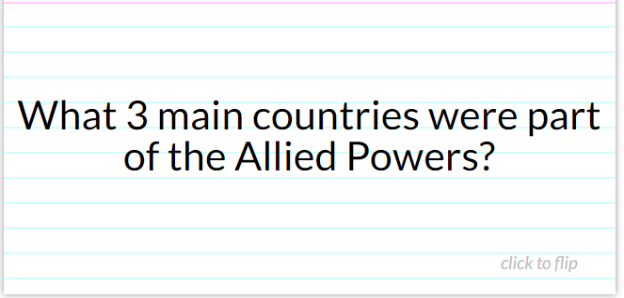 What 3 main countries were part
of the Allied Powers?
click to flip